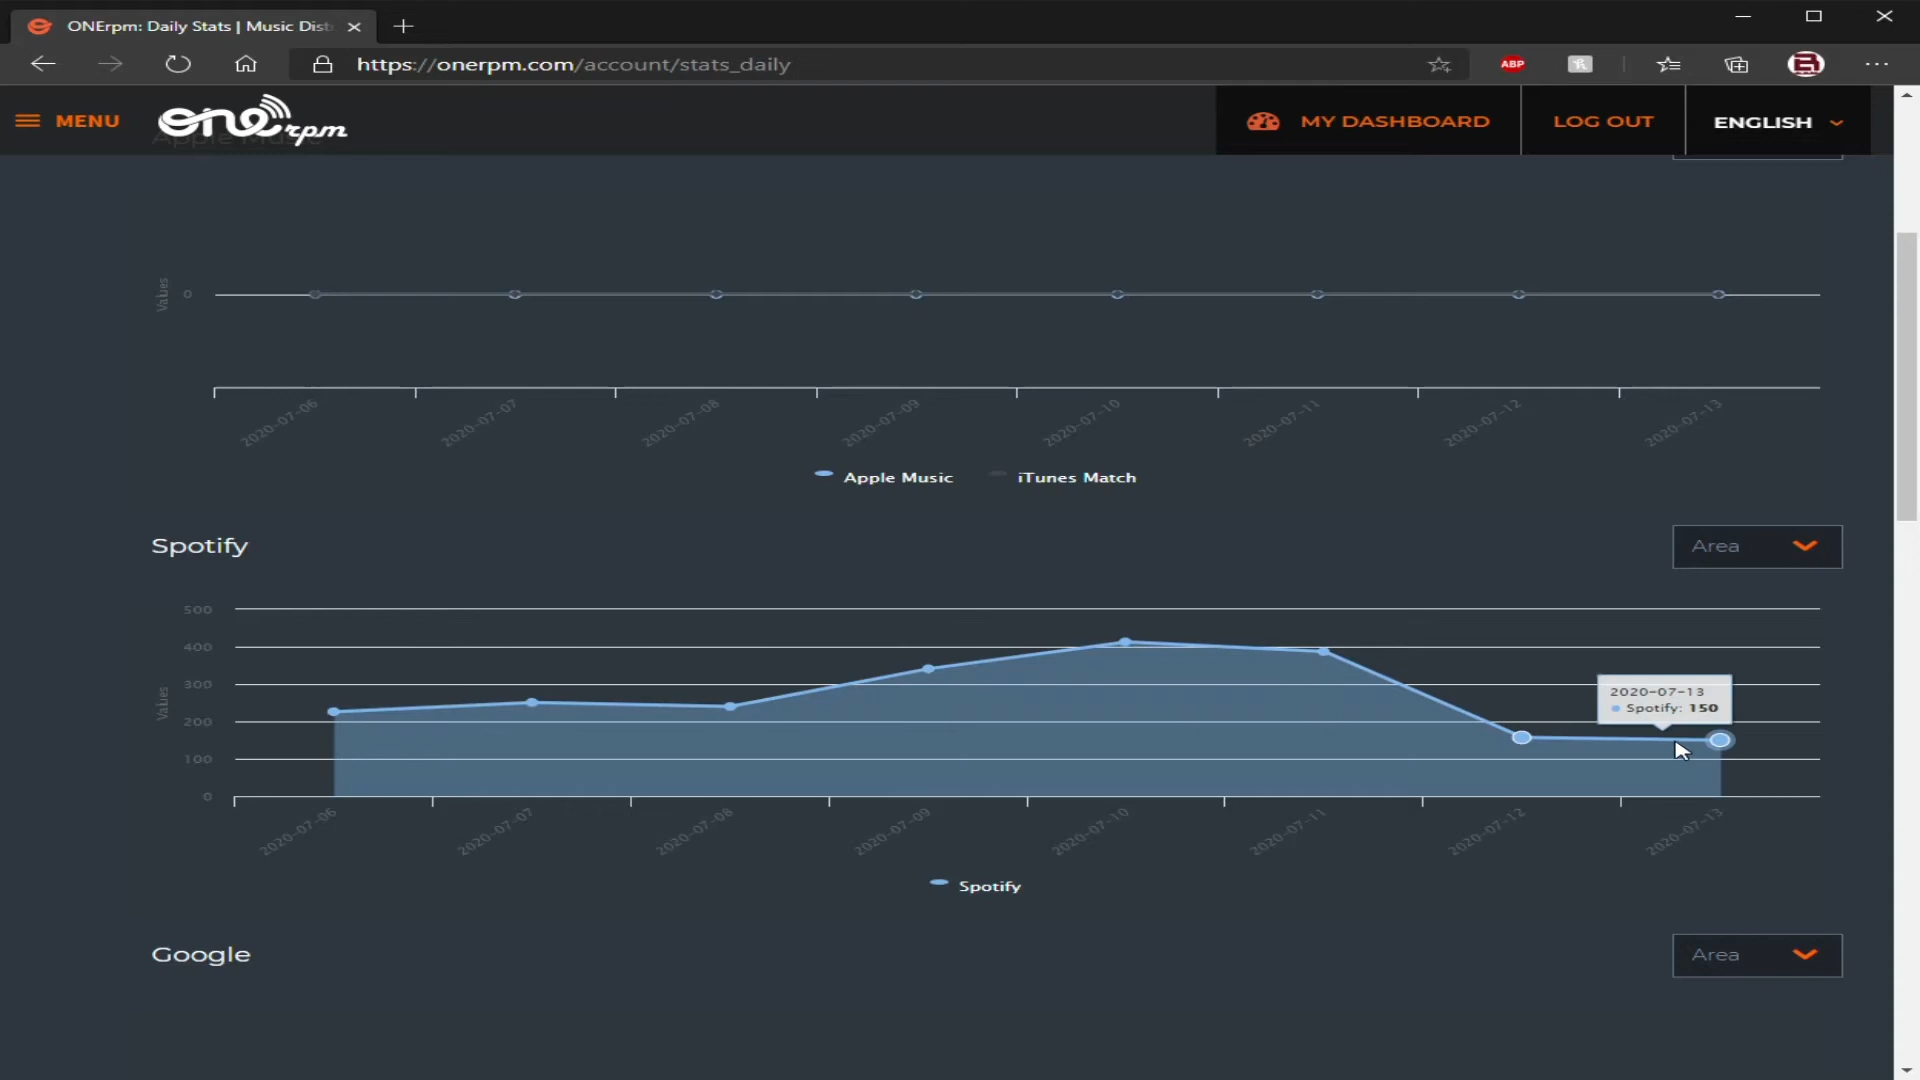 ONErpm: Daily Stats | Music Dist
https://onerpm.com/account/stats_daily
ABP
MENU
onerpm
MY DASHBOARD
LOG OUT
ENGLISH
Apple Music
Values
0
2020-07-06
2020-07-07
2020-07-08
2020-07-09
2020-07-10
2020-07-11
2020-07-12
2020-07-13
Apple Music
iTunes Match
Spotify
Area
Values
500
400
300
200
100
0
2020-07-13
Spotify: 150
2020-07-06
2020-07-07
2020-07-08
2020-07-09
2020-07-10
2020-07-11
2020-07-12
2020-07-13
Spotify
Google
Area